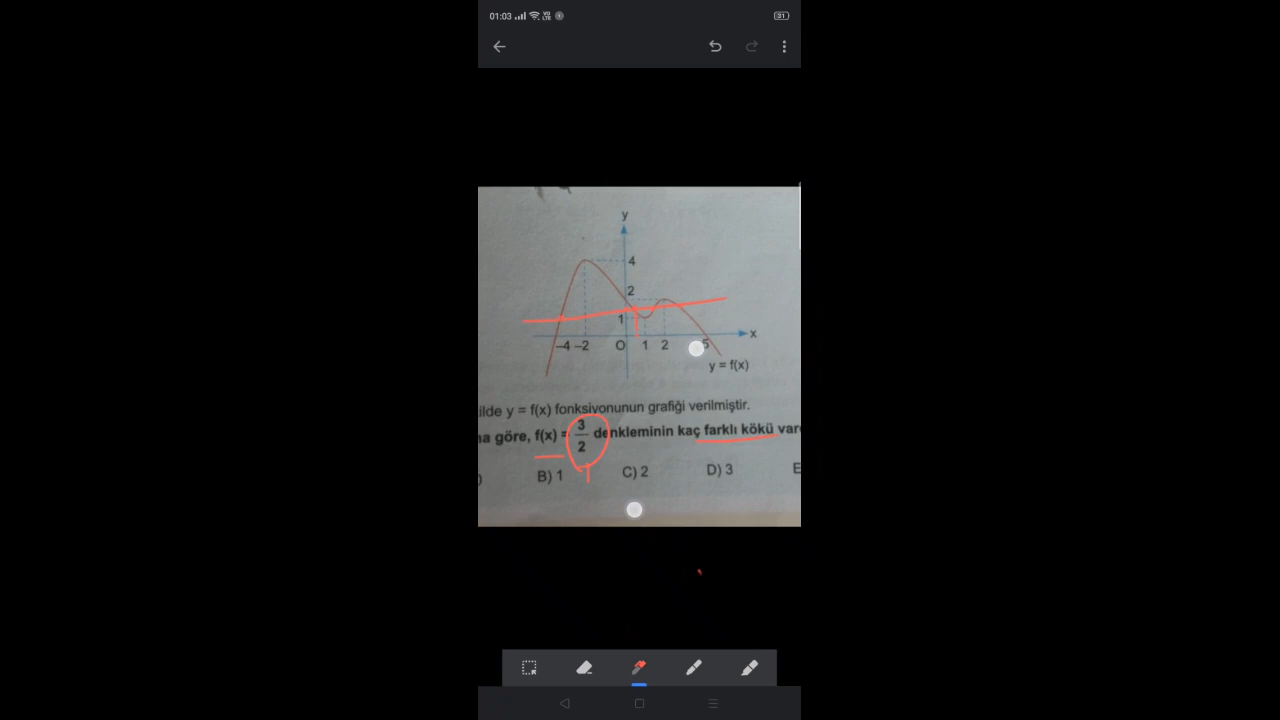 01:03
31
y
4
2
1
-4 -2 O 1 2 5 x
y = f(x)
ilde y = f(x) fonksiyonunun grafiği verilmiştir.
na göre, f(x) = 3/2 denkleminin kaç farklı kökü var
) B) 1 C) 2 D) 3 E